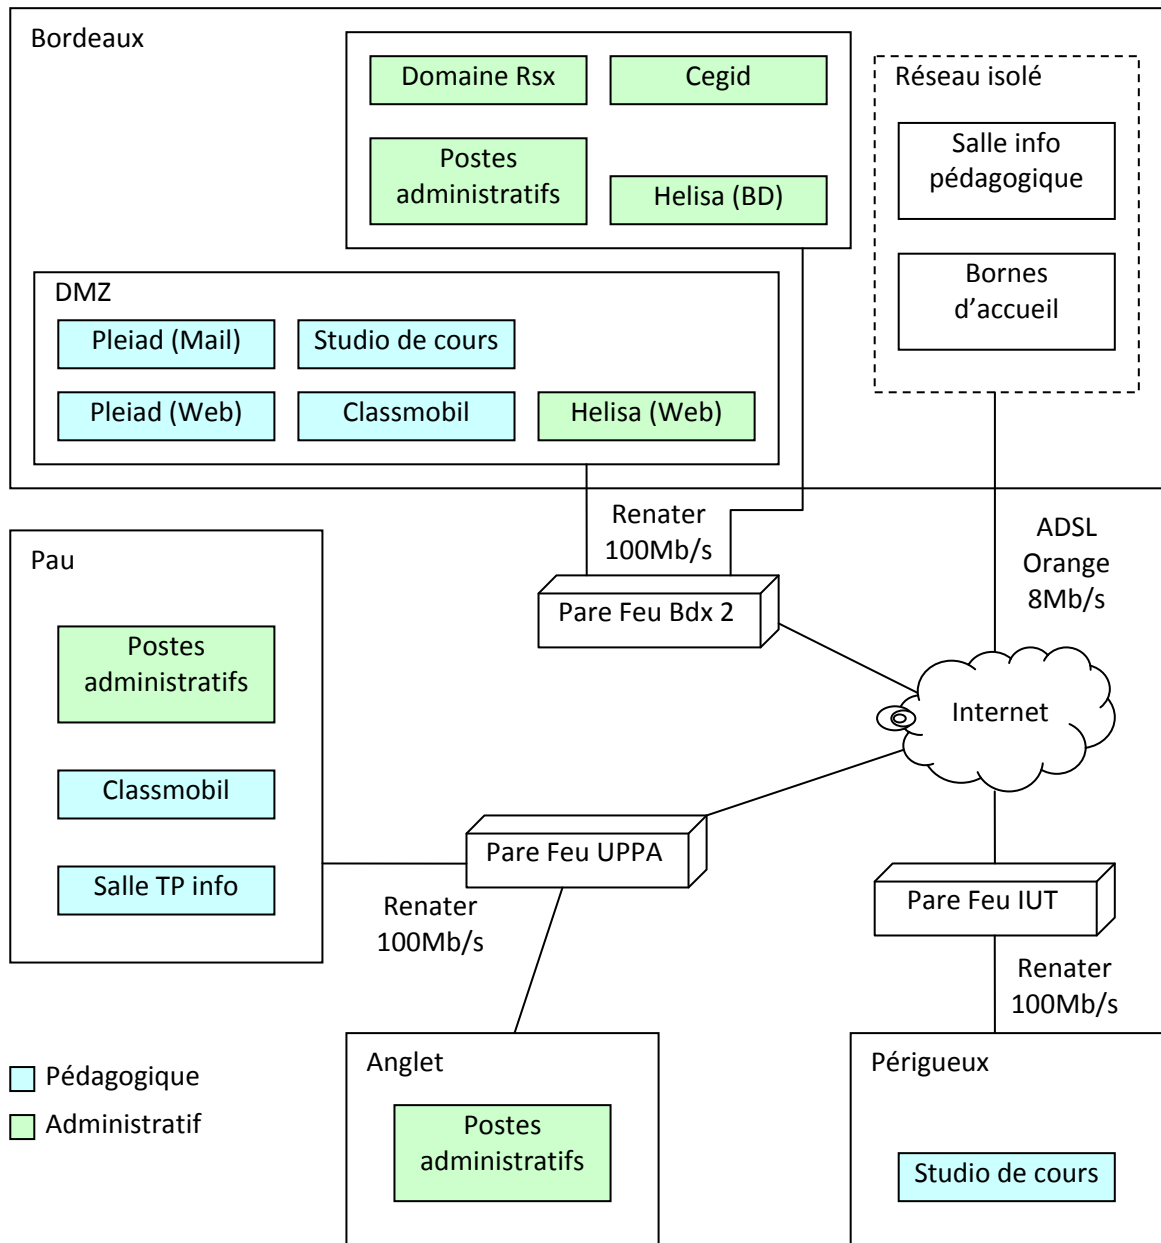 Bordeaux
Domaine Rsx
Cegid
Postes
administratifs
Helisa (BD)
Réseau isolé
Salle info
pédagogique
Bornes
d’accueil
DMZ
Pleiad (Mail)
Studio de cours
Pleiad (Web)
Classmobil
Helisa (Web)
Renater
100Mb/s
ADSL
Orange
8Mb/s
Pare Feu Bdx 2
Internet
Pau
Postes
administratifs
Classmobil
Salle TP info
Pare Feu UPPA
Renater
100Mb/s
Pare Feu IUT
Renater
100Mb/s
Pédagogique
Administratif
Anglet
Postes
administratifs
Périgueux
Studio de cours